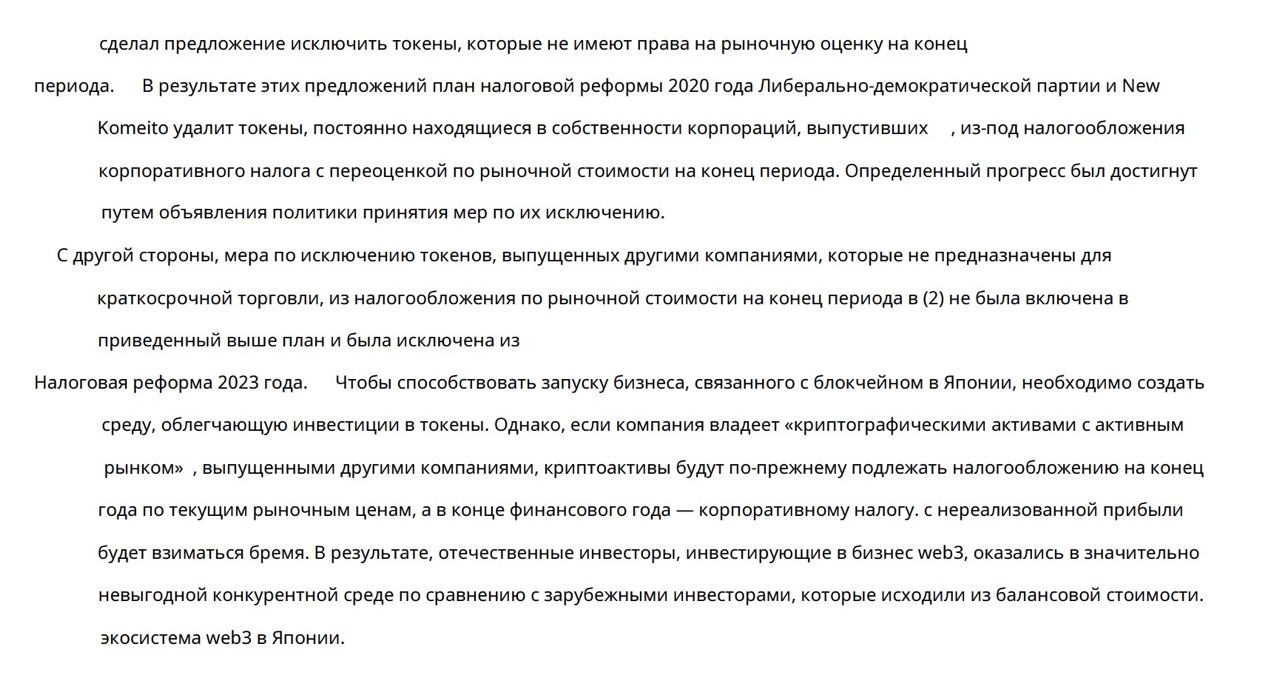 сделал предложение исключить токены, которые не имеют права на рыночную оценку на конец
периода. В результате этих предложений план налоговой реформы 2020 года Либерально-демократической партии и New
Komeito удалит токены, постоянно находящиеся в собственности корпораций, выпустивших , из-под налогообложения
корпоративного налога с переоценкой по рыночной стоимости на конец периода. Определенный прогресс был достигнут
путем объявления политики принятия мер по их исключению.
С другой стороны, мера по исключению токенов, выпущенных другими компаниями, которые не предназначены для
краткосрочной торговли, из налогообложения по рыночной стоимости на конец периода в (2) не была включена в
приведенный выше план и была исключена из
Налоговая реформа 2023 года. Чтобы способствовать запуску бизнеса, связанного с блокчейном в Японии, необходимо создать
среду, облегчающую инвестиции в токены. Однако, если компания владеет «криптографическими активами с активным
рынком» , выпущенными другими компаниями, криптоактивы будут по-прежнему подлежать налогообложению на конец
года по текущим рыночным ценам, а в конце финансового года — корпоративному налогу. с нереализованной прибыли
будет взиматься бремя. В результате, отечественные инвесторы, инвестирующие в бизнес web3, оказались в значительно
невыгодной конкурентной среде по сравнению с зарубежными инвесторами, которые исходили из балансовой стоимости.
экосистема web3 в Японии.